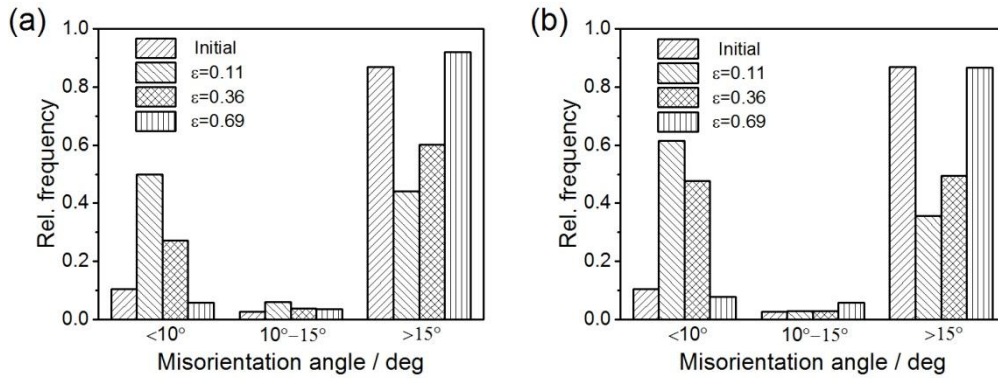 (a)
1.0
0.8
0.6
0.4
0.2
0.0
Rel. frequency
Initial
ε=0.11
ε=0.36
ε=0.69
<10° 10°–15° >15°
Misorientation angle / deg
(b)
1.0
0.8
0.6
0.4
0.2
0.0
Rel. frequency
Initial
ε=0.11
ε=0.36
ε=0.69
<10° 10°–15° >15°
Misorientation angle / deg